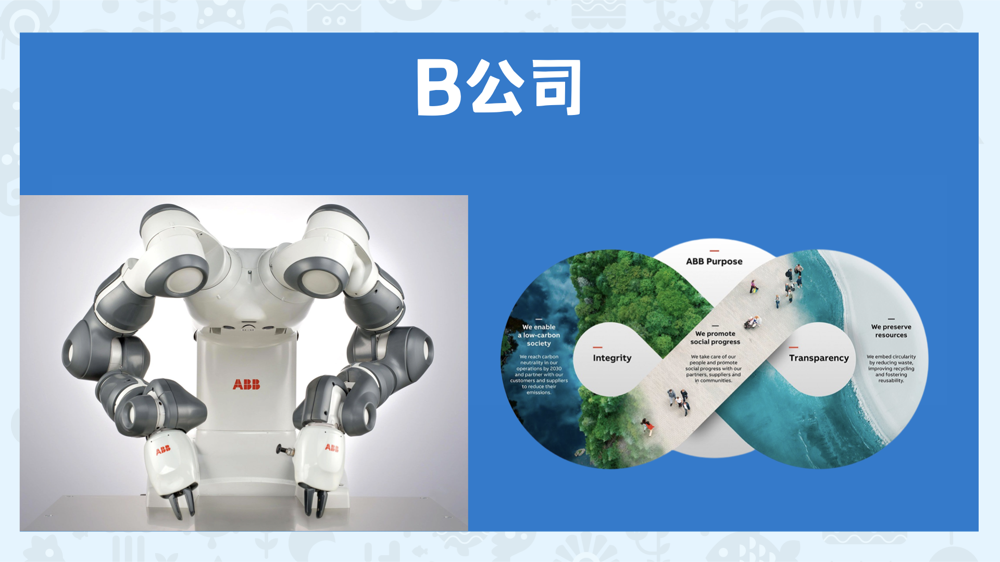 B公司
ABB
ABB
ABB
ABB Purpose
We enable
a low-carbon
society
We reach carbon
neutrality in our
operations by 2030
and partner with our
customers and suppliers
to reduce their
emissions.
Integrity
We promote
social progress
We take care of our
people and promote
social progress with our
partners, suppliers and
in communities.
Transparency
We preserve
resources
We embed circularity
by reducing waste,
improving recycling
and fostering
reusability.